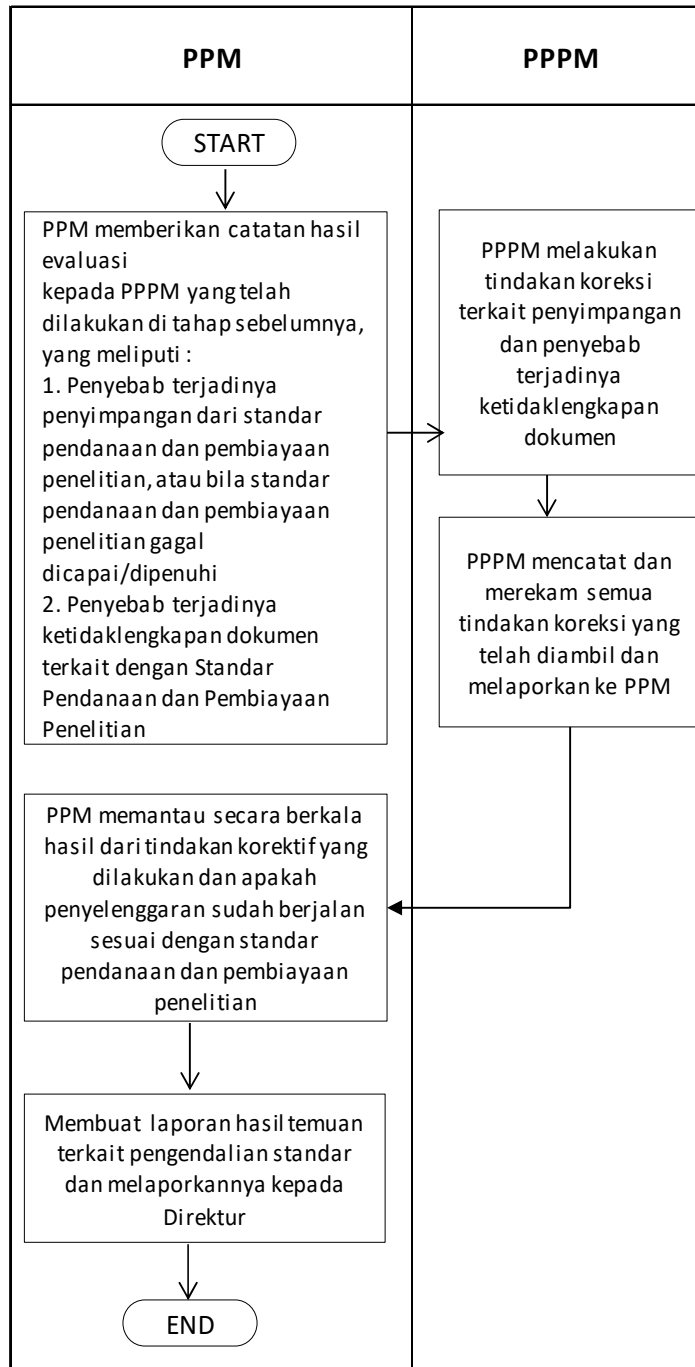 PPM
PPPM
START
PPM memberikan catatan hasil
evaluasi
kepada PPPM yang telah
dilakukan di tahap sebelumnya,
yang meliputi :
1. Penyebab terjadinya
penyimpangan dari standar
pendanaan dan pembiayaan
penelitian, atau bila standar
pendanaan dan pembiayaan
penelitian gagal
dicapai/dipenuhi
2. Penyebab terjadinya
ketidaklengkapan dokumen
terkait dengan Standar
Pendanaan dan Pembiayaan
Penelitian
PPPM melakukan
tindakan koreksi
terkait penyimpangan
dan penyebab
terjadinya
ketidaklengkapan
dokumen
PPPM mencatat dan
merekam semua
tindakan koreksi yang
telah diambil dan
melaporkan ke PPM
PPM memantau secara berkala
hasil dari tindakan korektif yang
dilakukan dan apakah
penyelenggaran sudah berjalan
sesuai dengan standar
pendanaan dan pembiayaan
penelitian
Membuat laporan hasil temuan
terkait pengendalian standar
dan melaporkannya kepada
Direktur
END